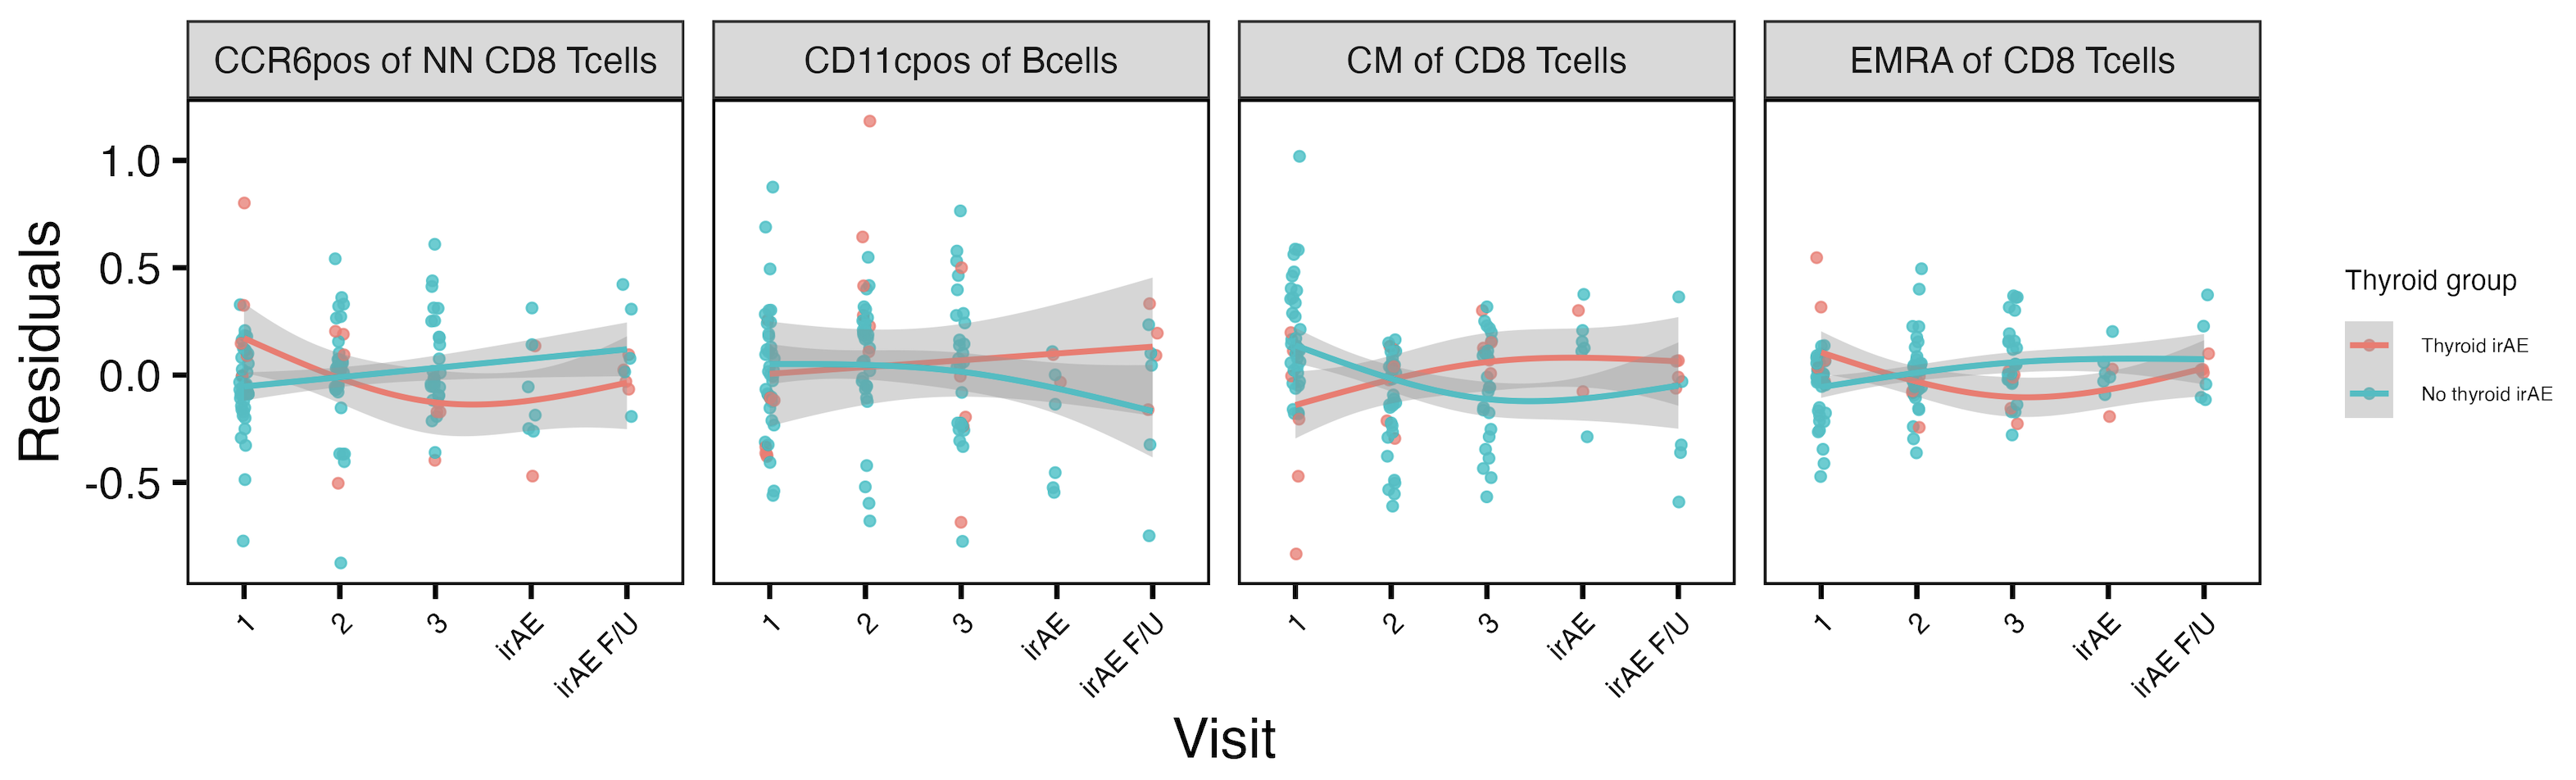 CCR6pos of NN CD8 Tcells
CD11cpos of Bcells
CM of CD8 Tcells
EMRA of CD8 Tcells
Residuals
1.0
0.5
0.0
-0.5
1
2
3
irAE
irAE F/U
1
2
3
irAE
irAE F/U
1
2
3
irAE
irAE F/U
1
2
3
irAE
irAE F/U
Visit
Thyroid group
Thyroid irAE
No thyroid irAE